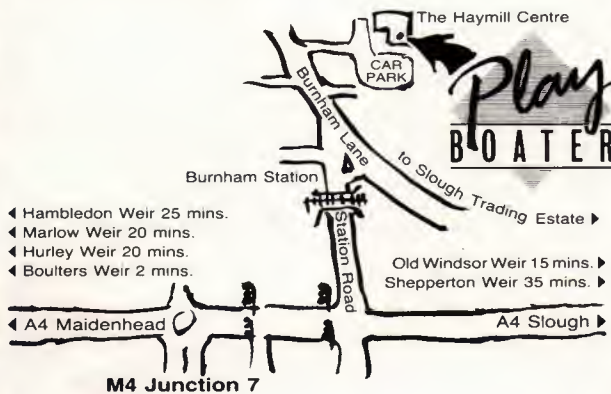 The Haymill Centre
CAR
PARK
Play
BOATER
Burnham Lane
to Slough Trading Estate ▶
Burnham Station
Station Road
◀ Hambledon Weir 25 mins.
◀ Marlow Weir 20 mins.
◀ Hurley Weir 20 mins.
◀ Boulters Weir 2 mins.
Old Windsor Weir 15 mins. ▶
Shepperton Weir 35 mins. ▶
◀ A4 Maidenhead
A4 Slough ▶
M4 Junction 7